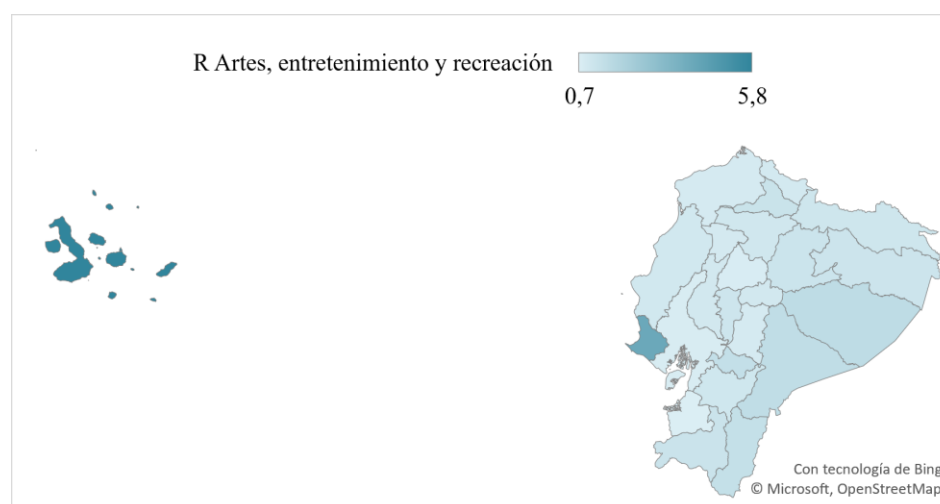 R Artes, entretenimiento y recreación
0,7 5,8
Con tecnología de Bing
© Microsoft, OpenStreetMap